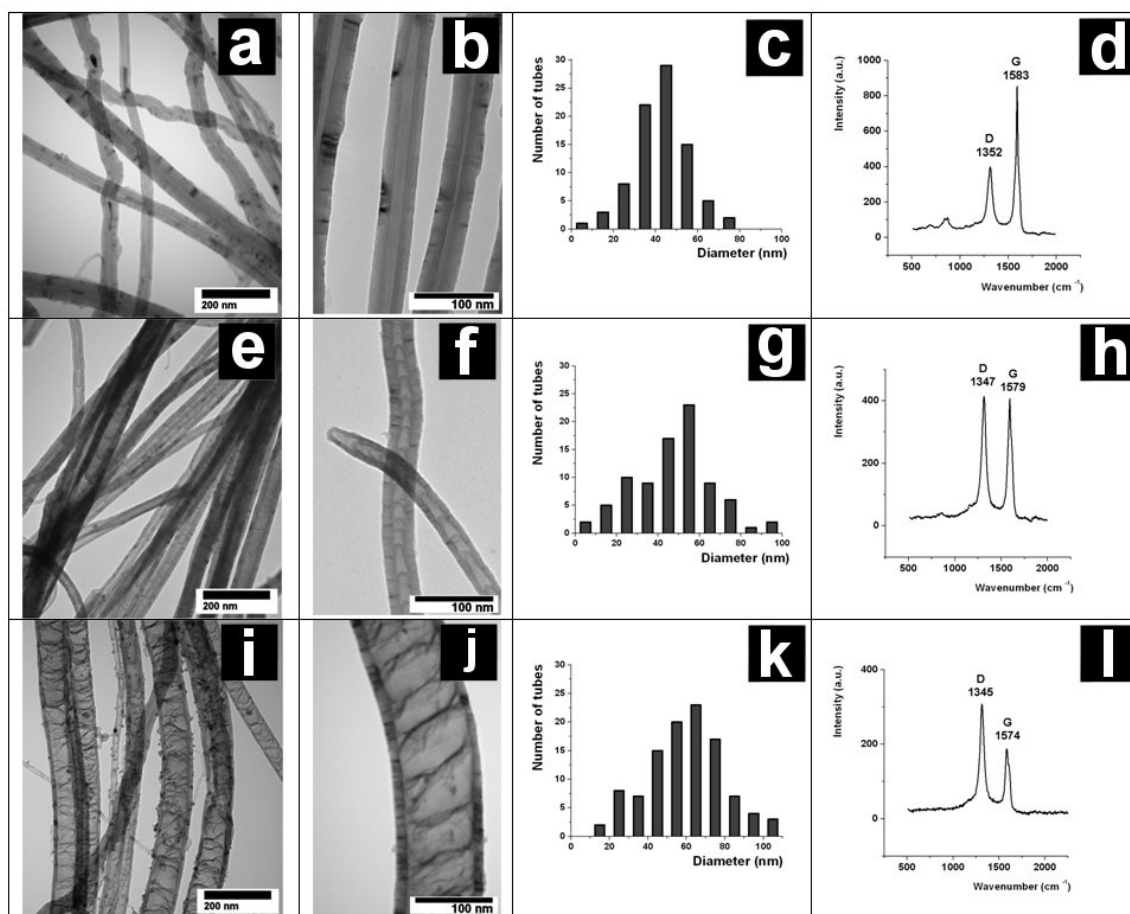 a
200 nm
b
100 nm
c
Number of tubes
30
25
20
15
10
5
0
0 20 40 60 80 100
Diameter (nm)
d
Intensity (a.u.)
1000
800
600
400
200
0
G
1583
D
1352
500 1000 1500 2000
Wavenumber (cm -1)
e
200 nm
f
100 nm
g
Number of tubes
30
25
20
15
10
5
0
0 20 40 60 80 100
Diameter (nm)
h
Intensity (a.u.)
400
200
0
D
1347
G
1579
500 1000 1500 2000
Wavenumber (cm -1)
i
200 nm
j
100 nm
k
Number of tubes
30
25
20
15
10
5
0
0 20 40 60 80 100
Diameter (nm)
l
Intensity (a.u.)
400
200
0
D
1345
G
1574
500 1000 1500 2000
Wavenumber (cm -1)